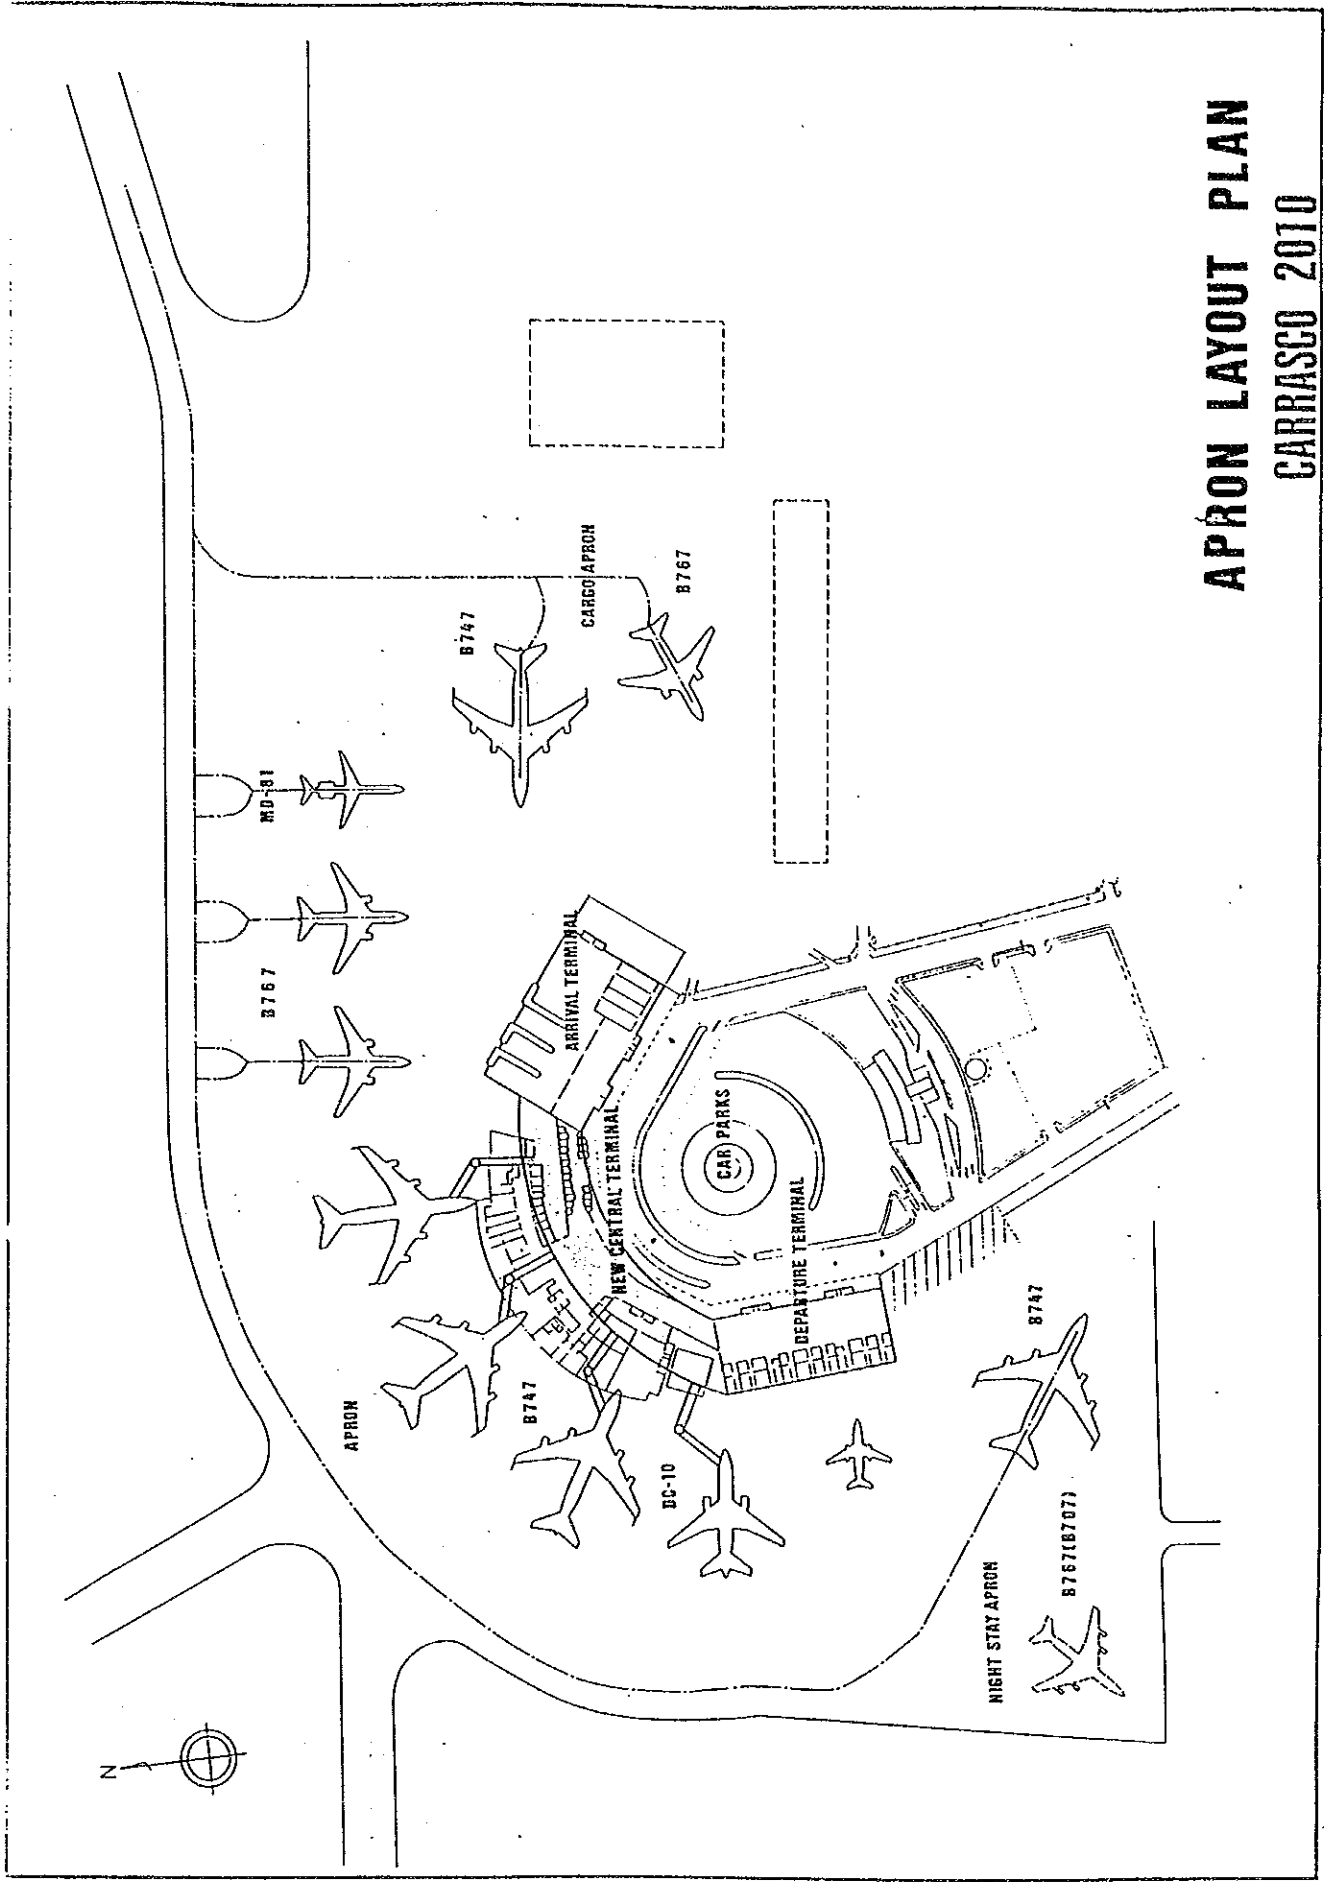 APRON LAYOUT PLAN
CARRASCO 2010
N
MD-81
B767
B747
CARGO APRON
B767
ARRIVAL TERMINAL
NEW CENTRAL TERMINAL
CAR PARKS
DEPARTURE TERMINAL
APRON
B747
DC-10
B747
NIGHT STAY APRON
B767(B707)